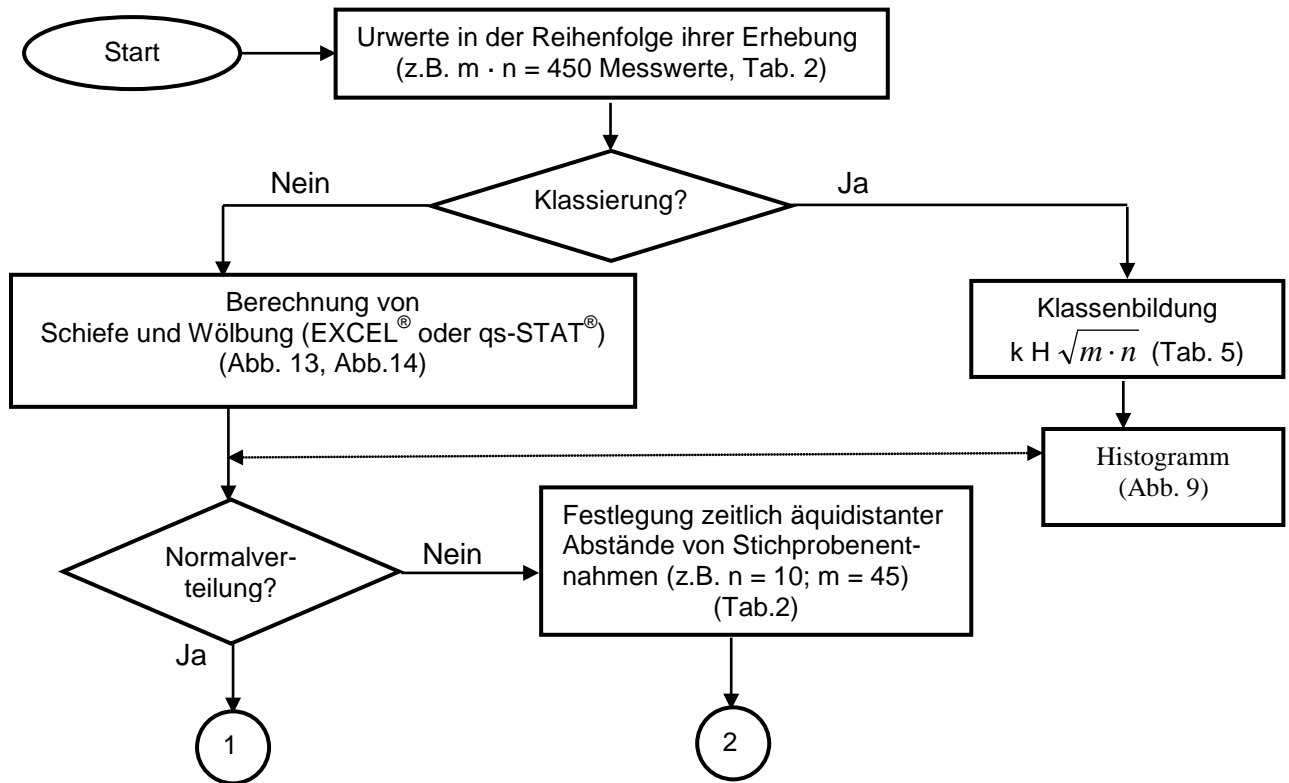 Start
Urwerte in der Reihenfolge ihrer Erhebung
(z.B. m · n = 450 Messwerte, Tab. 2)
Nein
Klassierung?
Ja
Berechnung von
Schiefe und Wölbung (EXCEL® oder qs-STAT®)
(Abb. 13, Abb.14)
Klassenbildung
k H √m · n (Tab. 5)
Histogramm
(Abb. 9)
Normalver-
teilung?
Nein
Festlegung zeitlich äquidistanter
Abstände von Stichprobenent-
nahmen (z.B. n = 10; m = 45)
(Tab.2)
Ja
1
2